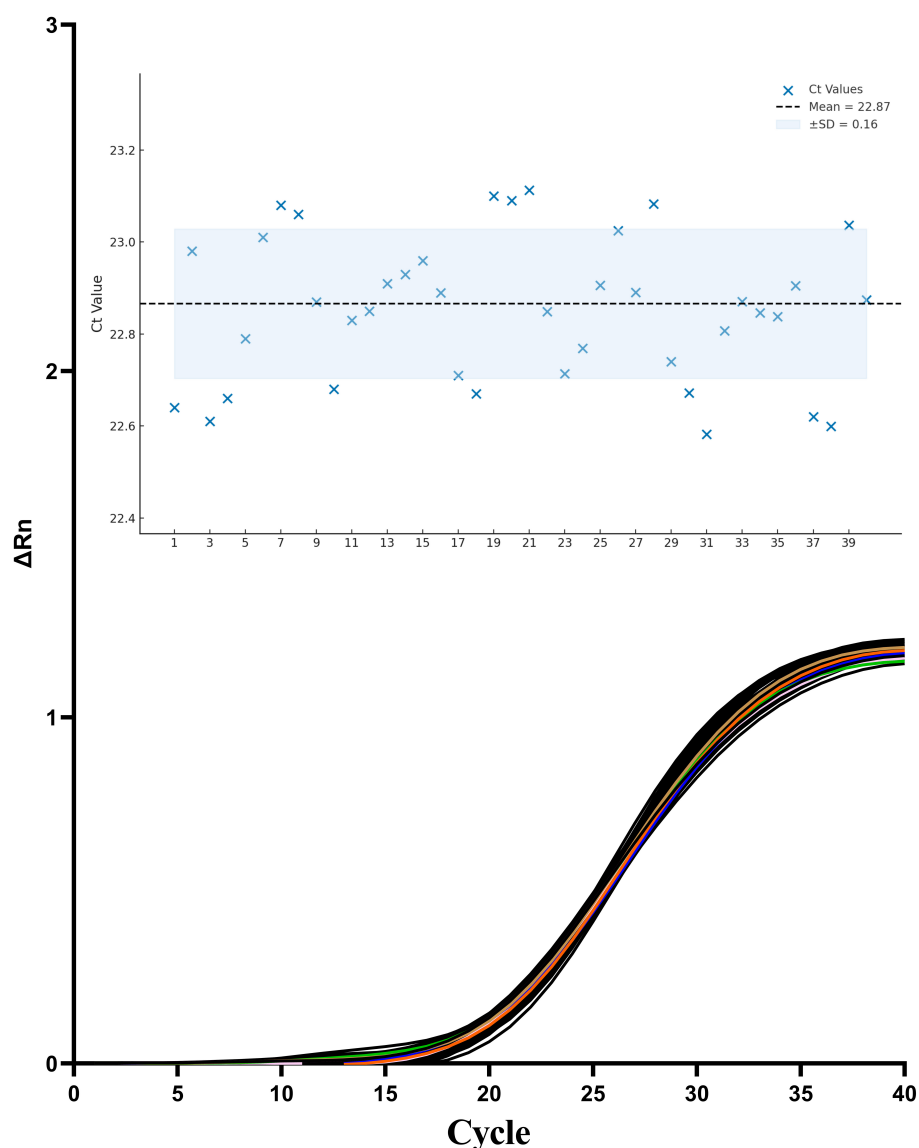 3
Ct Values
Mean = 22.87
±SD = 0.16
23.2
23.0
22.8
22.6
22.4
Ct Value
1 3 5 7 9 11 13 15 17 19 21 23 25 27 29 31 33 35 37 39
2
ΔRn
1
0
0 5 10 15 20 25 30 35 40
Cycle